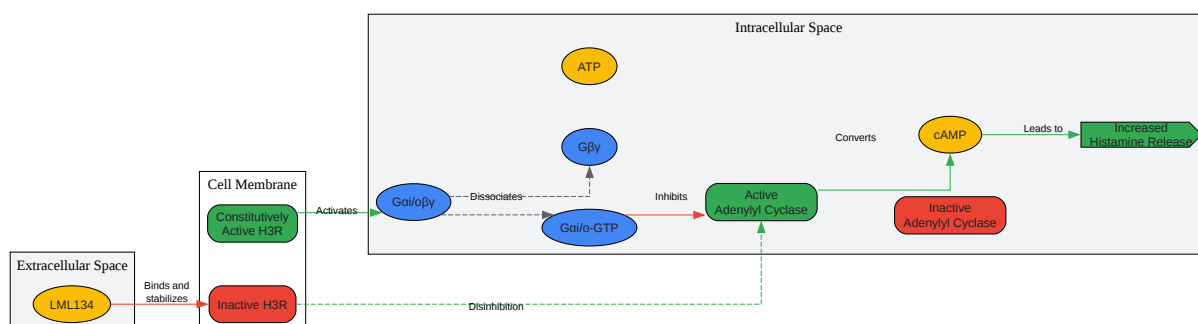 Intracellular Space
ATP
Gβγ
Converts
cAMP
Leads to
Increased
Histamine Release
Cell Membrane
Constitutively
Active H3R
Activates
Gαi/oβγ
Dissociates
Gαi/o-GTP
Inhibits
Active
Adenylyl Cyclase
Inactive
Adenylyl Cyclase
Extracellular Space
LML134
Binds and
stabilizes
Inactive H3R
Disinhibition